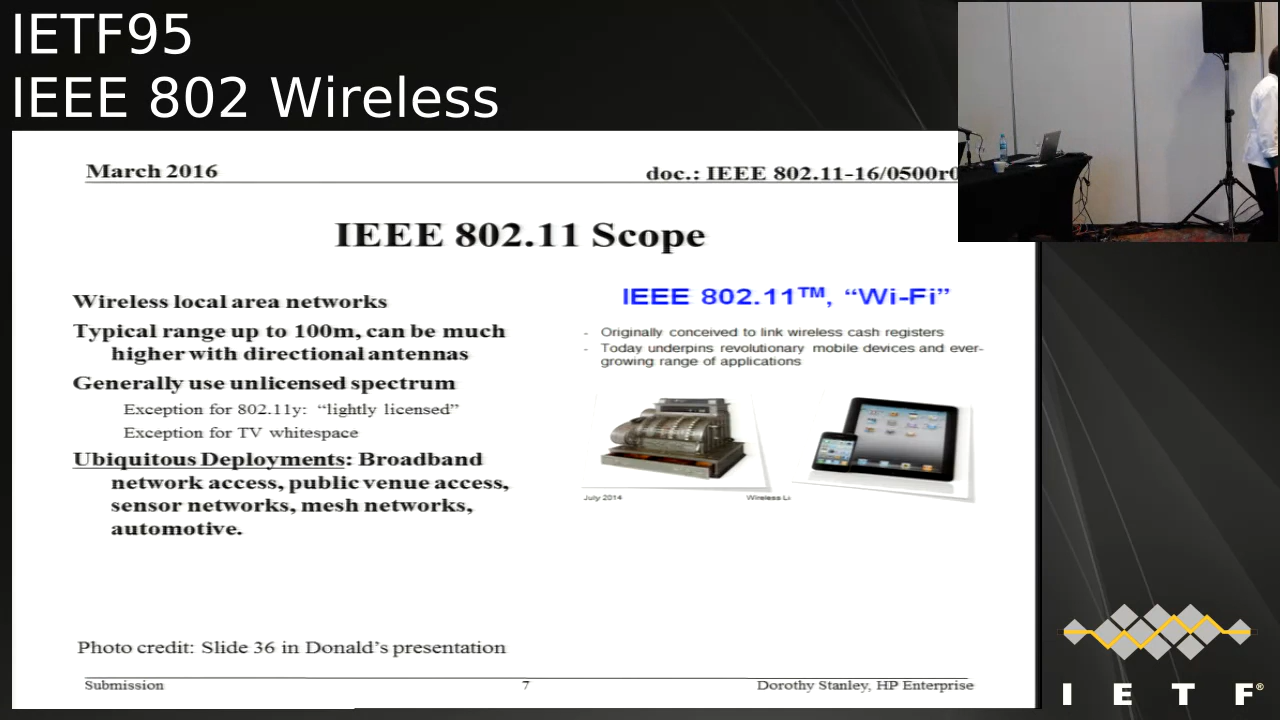 IETF95
IEEE 802 Wireless
March 2016
doc.: IEEE 802.11-16/0500r0
IEEE 802.11 Scope
Wireless local area networks
Typical range up to 100m, can be much
higher with directional antennas
Generally use unlicensed spectrum
Exception for 802.11y: “lightly licensed”
Exception for TV whitespace
Ubiquitous Deployments: Broadband
network access, public venue access,
sensor networks, mesh networks,
automotive.
IEEE 802.11™, “Wi-Fi”
- Originally conceived to link wireless cash registers
- Today underpins revolutionary mobile devices and ever-
growing range of applications
July 2014
Wireless
Photo credit: Slide 36 in Donald’s presentation
Submission
7
Dorothy Stanley, HP Enterprise
I E T F®